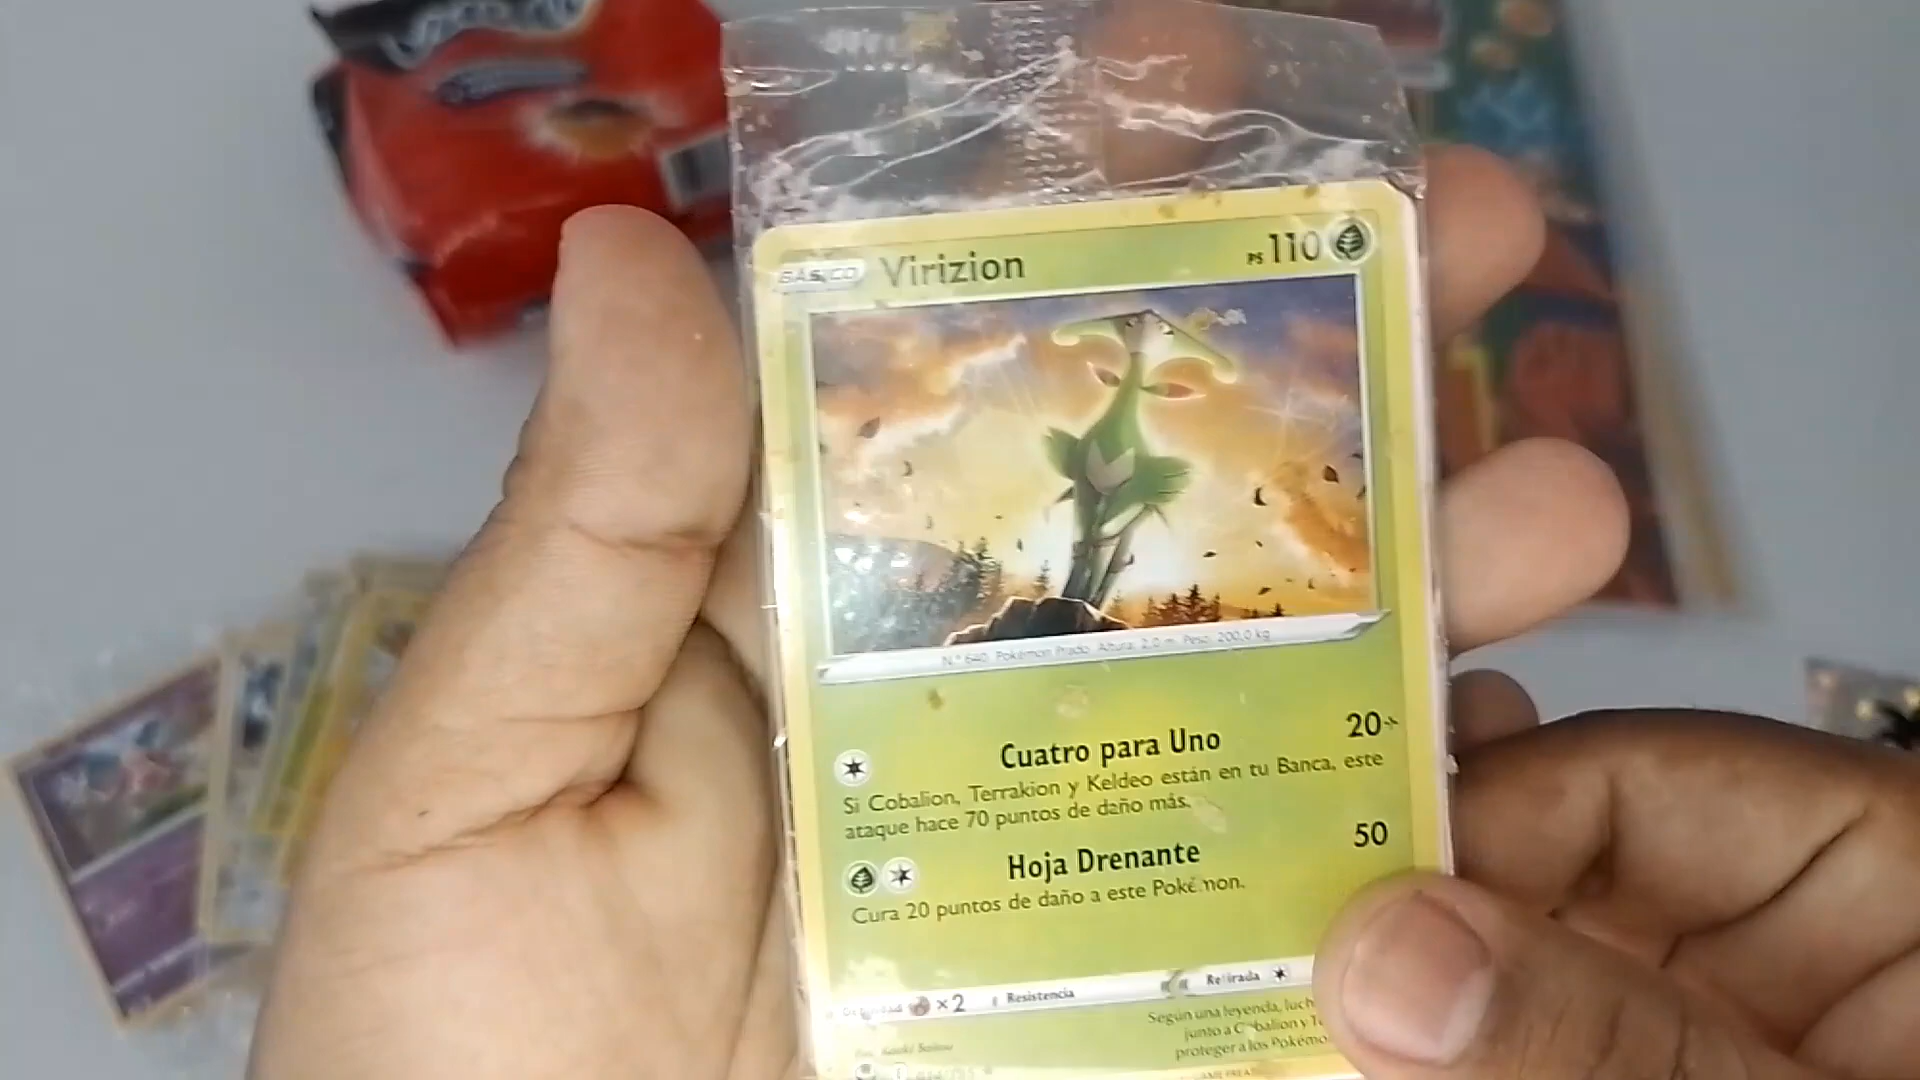 BÁSICO Virizion PS 110
N.º 640 Pokémon Prado Altura: 2,0 m Peso: 200,0 kg
Cuatro para Uno 20+
Si Cobalion, Terrakion y Keldeo están en tu Banca, este
ataque hace 70 puntos de daño más.
Hoja Drenante 50
Cura 20 puntos de daño a este Pokémon.
×2 Resistencia Retirada
Según una leyenda, luch
junto a Cobalion y T
proteger a los Pokémo